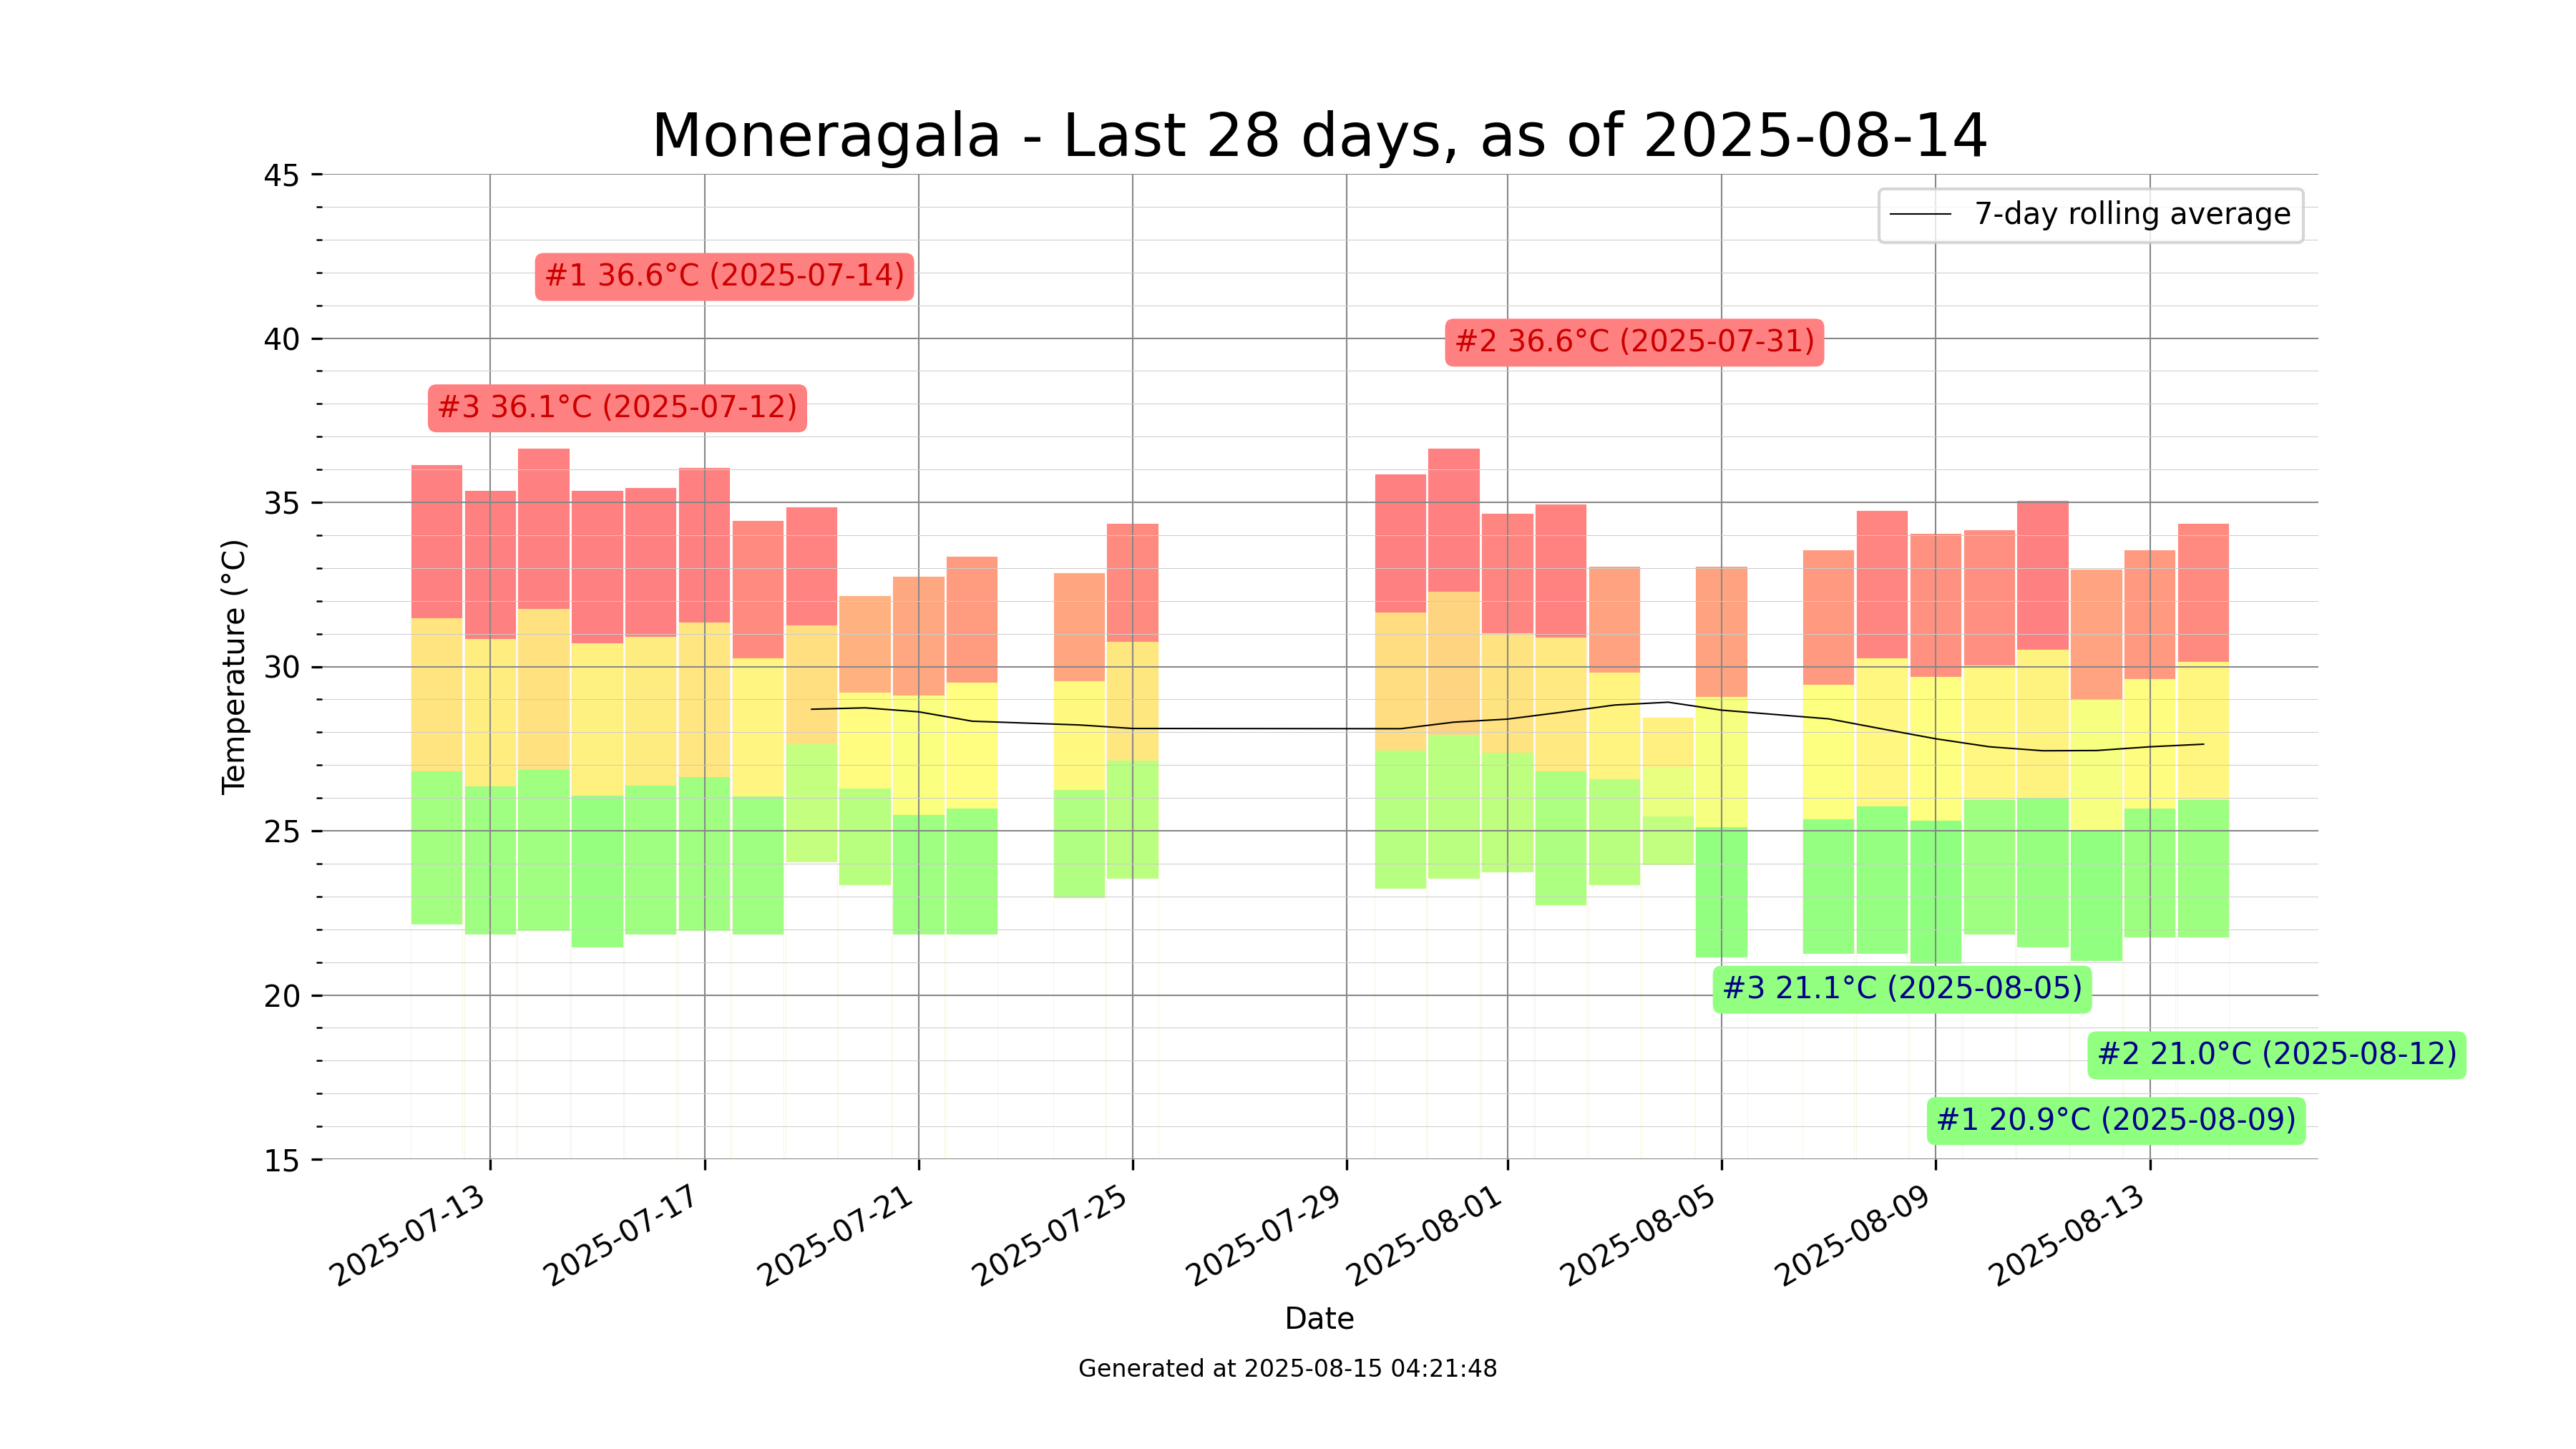 Moneragala - Last 28 days, as of 2025-08-14
7-day rolling average
#1 36.6°C (2025-07-14)
#2 36.6°C (2025-07-31)
#3 36.1°C (2025-07-12)
#3 21.1°C (2025-08-05)
#2 21.0°C (2025-08-12)
#1 20.9°C (2025-08-09)
Temperature (°C)
45
40
35
30
25
20
15
2025-07-13
2025-07-17
2025-07-21
2025-07-25
2025-07-29
2025-08-01
2025-08-05
2025-08-09
2025-08-13
Date
Generated at 2025-08-15 04:21:48